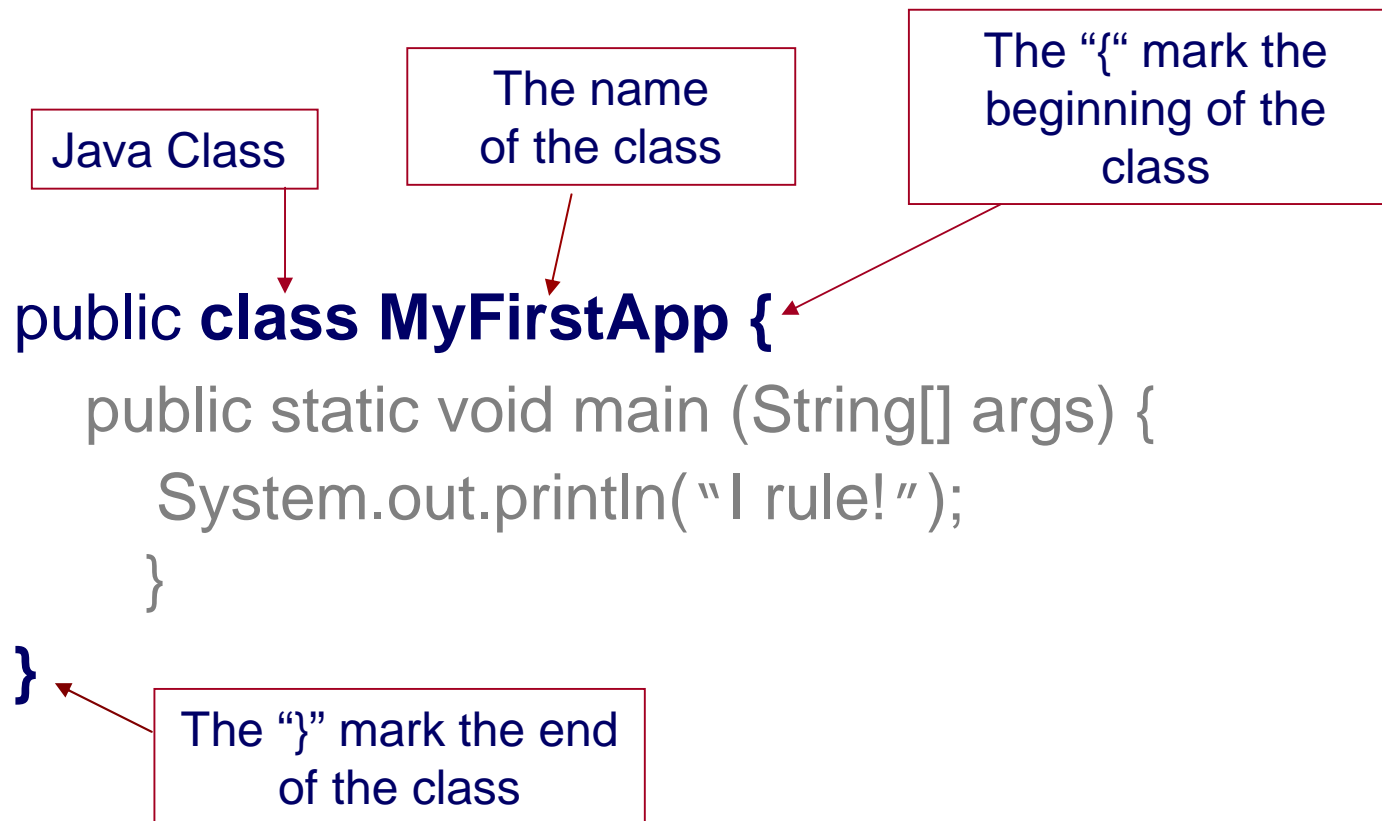 Java Class
The name
of the class
The “{“ mark the
beginning of the
class
public class MyFirstApp {
public static void main (String[] args) {
System.out.println(“I rule!”);
}
}
The “}” mark the end
of the class